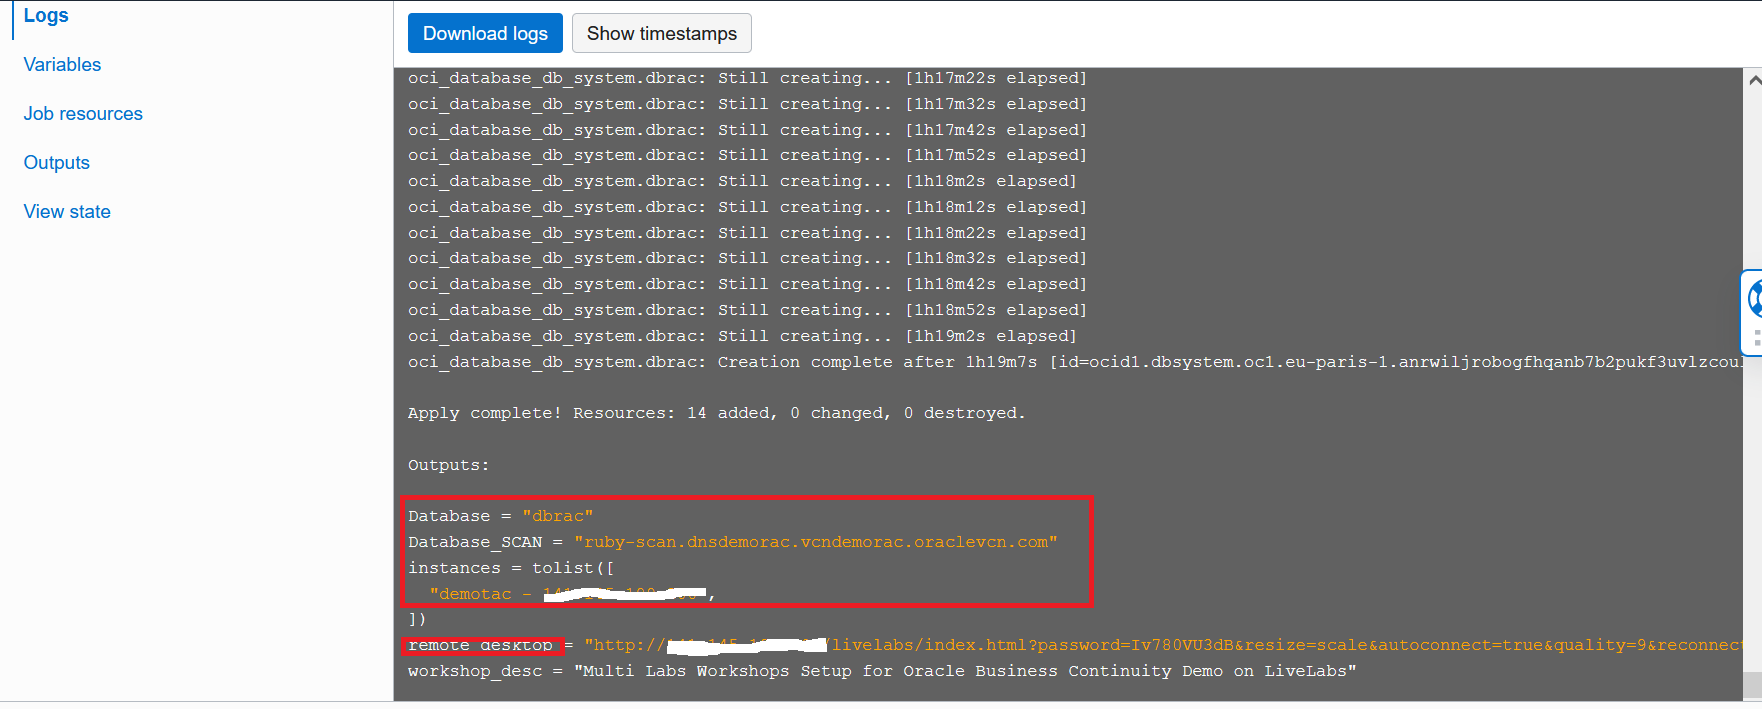 Logs
Variables
Job resources
Outputs
View state
Download logs
Show timestamps
oci_database_db_system.dbrac: Still creating... [1h17m22s elapsed]
oci_database_db_system.dbrac: Still creating... [1h17m32s elapsed]
oci_database_db_system.dbrac: Still creating... [1h17m42s elapsed]
oci_database_db_system.dbrac: Still creating... [1h17m52s elapsed]
oci_database_db_system.dbrac: Still creating... [1h18m2s elapsed]
oci_database_db_system.dbrac: Still creating... [1h18m12s elapsed]
oci_database_db_system.dbrac: Still creating... [1h18m22s elapsed]
oci_database_db_system.dbrac: Still creating... [1h18m32s elapsed]
oci_database_db_system.dbrac: Still creating... [1h18m42s elapsed]
oci_database_db_system.dbrac: Still creating... [1h18m52s elapsed]
oci_database_db_system.dbrac: Still creating... [1h19m2s elapsed]
oci_database_db_system.dbrac: Creation complete after 1h19m7s [id=ocid1.dbsystem.oc1.eu-paris-1.anrwiljrobogfhqanb7b2pukf3uvlzcou
Apply complete! Resources: 14 added, 0 changed, 0 destroyed.
Outputs:
Database = "dbrac"
Database_SCAN = "ruby-scan.dnsdemorac.vcndemorac.oraclevcn.com"
instances = tolist([
"demotac - ,
])
remote_desktop = "http:// /livelabs/index.html?password=Iv780VU3dB&resize=scale&autoconnect=true&quality=9&reconnect
workshop_desc = "Multi Labs Workshops Setup for Oracle Business Continuity Demo on LiveLabs"